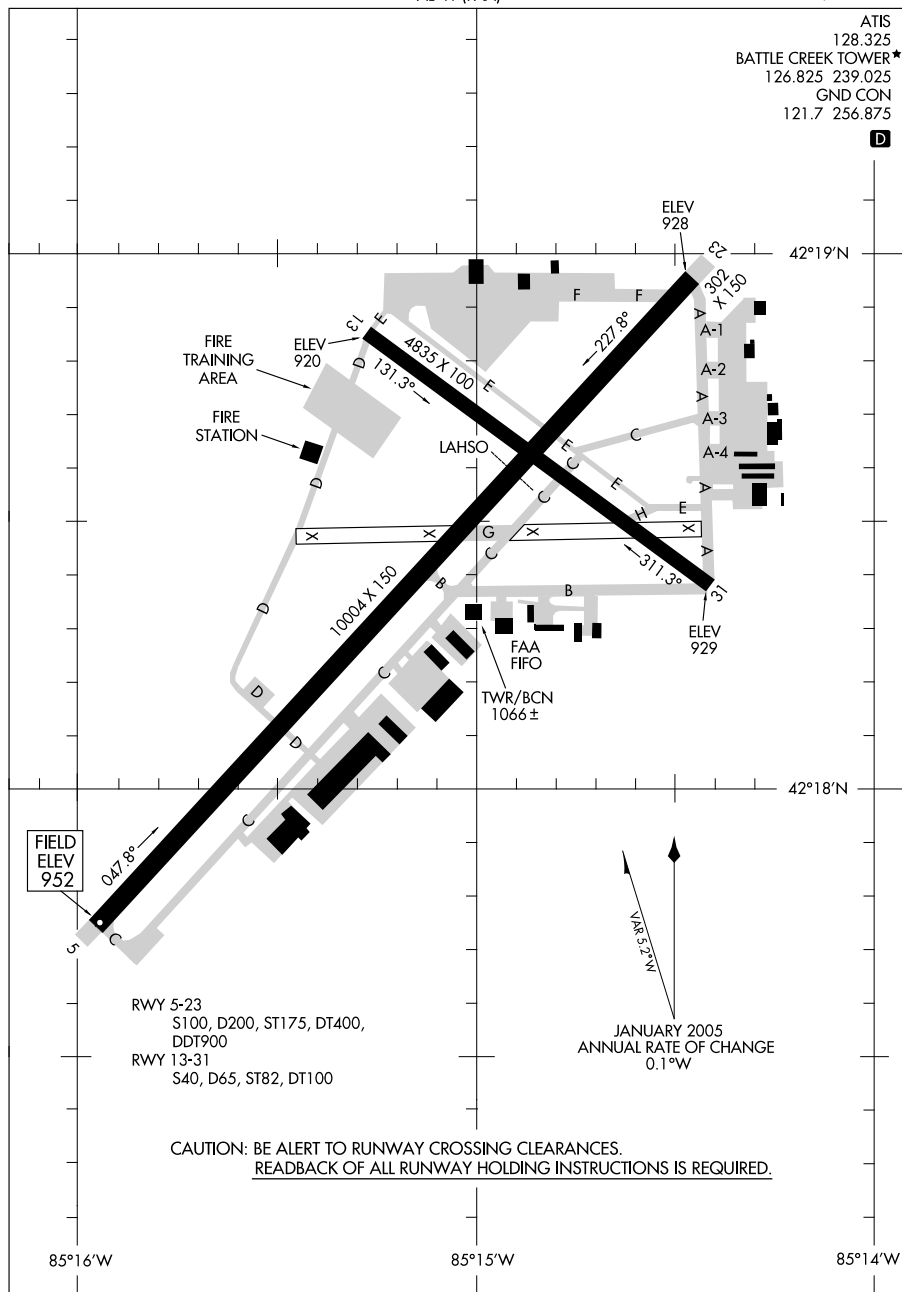 ATIS
128.325
BATTLE CREEK TOWER★
126.825 239.025
GND CON
121.7 256.875
D
ELEV
928
23
42°19'N
302
X 150
F F
A
A-1
227.8°
13
E
ELEV
920
4835 X 100
131.3°
FIRE
TRAINING
AREA
D
E
A-2
A
FIRE
STATION
LAHSO
E
C
C
A-3
A-4
D
C
E
A
H
E
X
X
G
X
X
C
A
311.3°
10004 X 150
B
B
31
D
ELEV
929
FAA
FIFO
TWR/BCN
1066 ±
C
D
D
42°18'N
C
FIELD
ELEV
952
047.8°
5
C
VAR 5.2° W
RWY 5-23
S100, D200, ST175, DT400,
DDT900
RWY 13-31
S40, D65, ST82, DT100
JANUARY 2005
ANNUAL RATE OF CHANGE
0.1°W
CAUTION: BE ALERT TO RUNWAY CROSSING CLEARANCES.
READBACK OF ALL RUNWAY HOLDING INSTRUCTIONS IS REQUIRED.
85°16'W
85°15'W
85°14'W